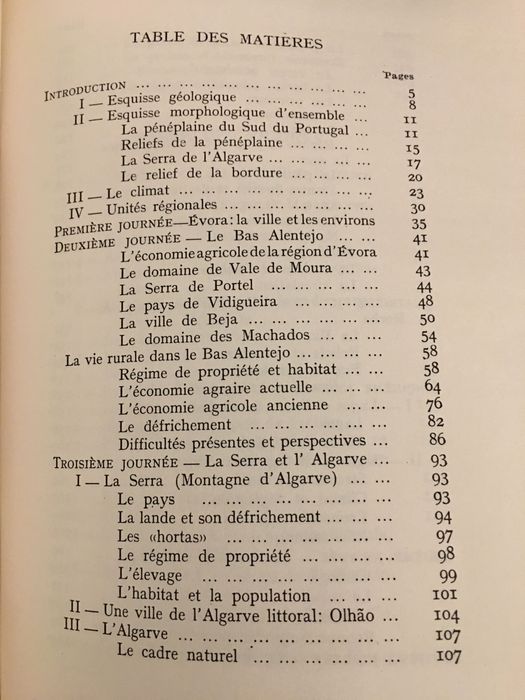 TABLE DES MATIÈRES
Pages
INTRODUCTION ... ... ... ... ... ... ... ... ... ... ... 5
I — Esquisse géologique ... ... ... ... ... ... 8
II — Esquisse morphologique d'ensemble ... ... 11
La pénéplaine du Sud du Portugal ... 11
Reliefs de la pénéplaine ... ... ... ... 15
La Serra de l'Algarve ... ... ... ... ... 17
Le relief de la bordure ... ... ... ... 20
III — Le climat ... ... ... ... ... ... ... ... ... 23
IV — Unités régionales ... ... ... ... ... ... ... 30
PREMIÈRE JOURNÉE — Évora: la ville et les environs 35
DEUXIÈME JOURNÉE — Le Bas Alentejo ... ... 41
L'économie agricole de la région d'Évora 41
Le domaine de Vale de Moura ... ... 43
La Serra de Portel ... ... ... ... ... 44
Le pays de Vidigueira ... ... ... ... 48
La ville de Beja ... ... ... ... ... ... 50
Le domaine des Machados ... ... ... 54
La vie rurale dans le Bas Alentejo ... ... ... ... 58
Régime de propriété et habitat ... ... 58
L'économie agraire actuelle ... ... ... 64
L'économie agricole ancienne ... ... 76
Le défrichement ... ... ... ... ... ... 82
Difficultés présentes et perspectives ... 86
TROISIÈME JOURNÉE — La Serra et l' Algarve ... 93
I — La Serra (Montagne d'Algarve) ... ... 93
Le pays ... ... ... ... ... ... ... ... 93
La lande et son défrichement ... ... ... 94
Les «hortas» ... ... ... ... ... ... ... 97
Le régime de propriété ... ... ... ... 98
L'élevage ... ... ... ... ... ... ... ... 99
L'habitat et la population ... ... ... 101
II — Une ville de l'Algarve littoral: Olhão ... 104
III — L'Algarve ... ... ... ... ... ... ... ... ... 107
Le cadre naturel ... ... ... ... ... ... 107